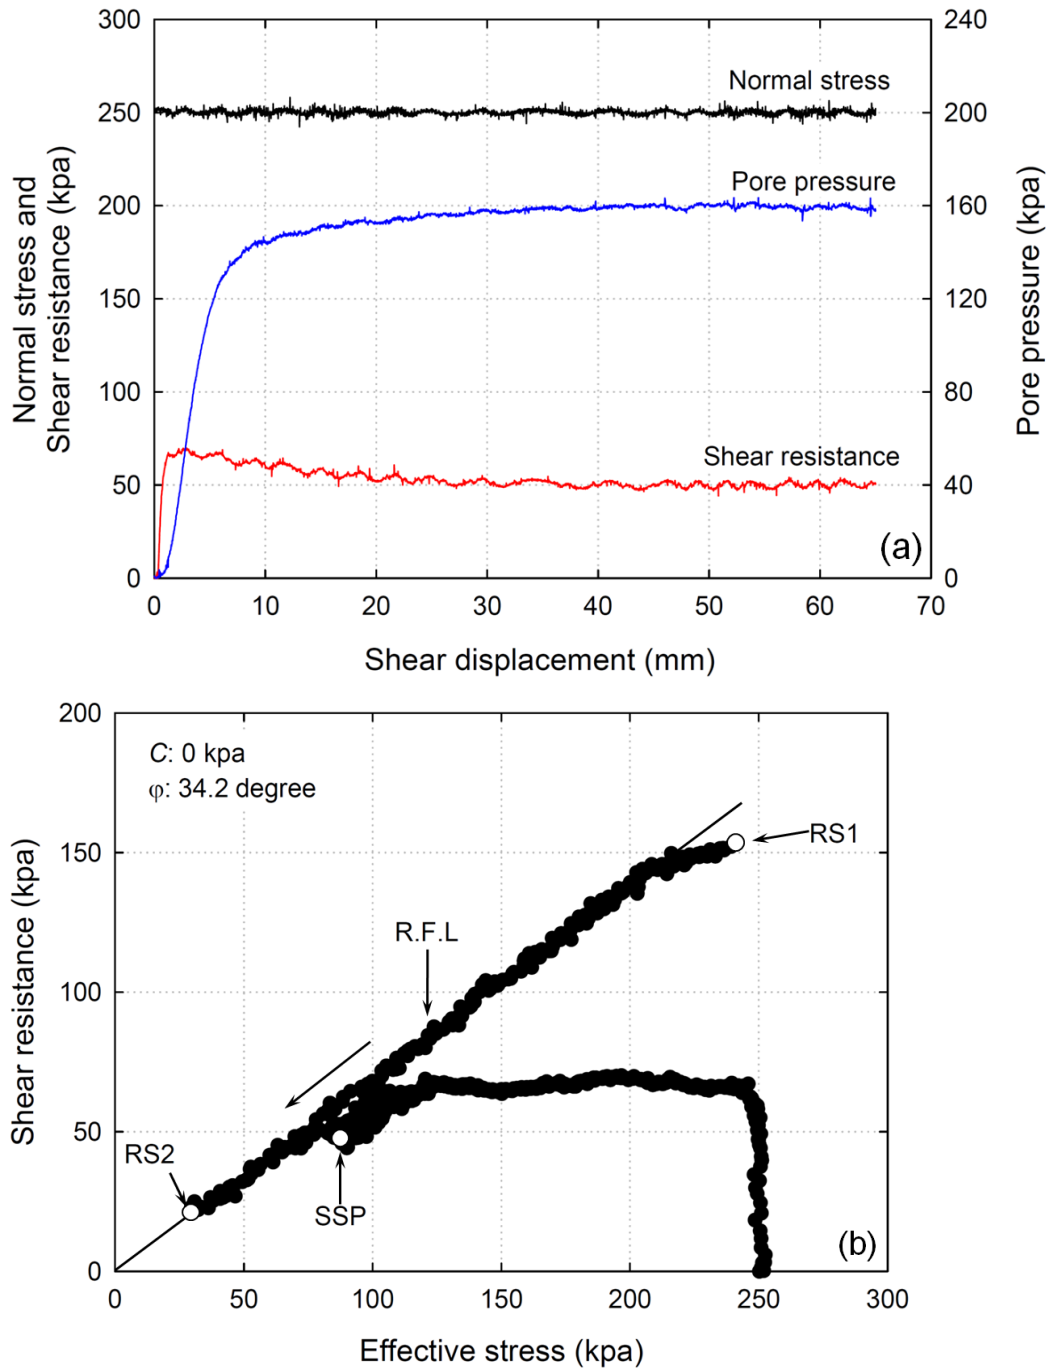 300
250
200
150
100
50
0
240
200
160
120
80
40
0
Normal stress and
Shear resistance (kpa)
Pore pressure (kpa)
Normal stress
Pore pressure
Shear resistance
(a)
0 10 20 30 40 50 60 70
Shear displacement (mm)
200
150
100
50
0
Shear resistance (kpa)
C: 0 kpa
φ: 34.2 degree
RS1
R.F.L
RS2
SSP
(b)
0 50 100 150 200 250 300
Effective stress (kpa)